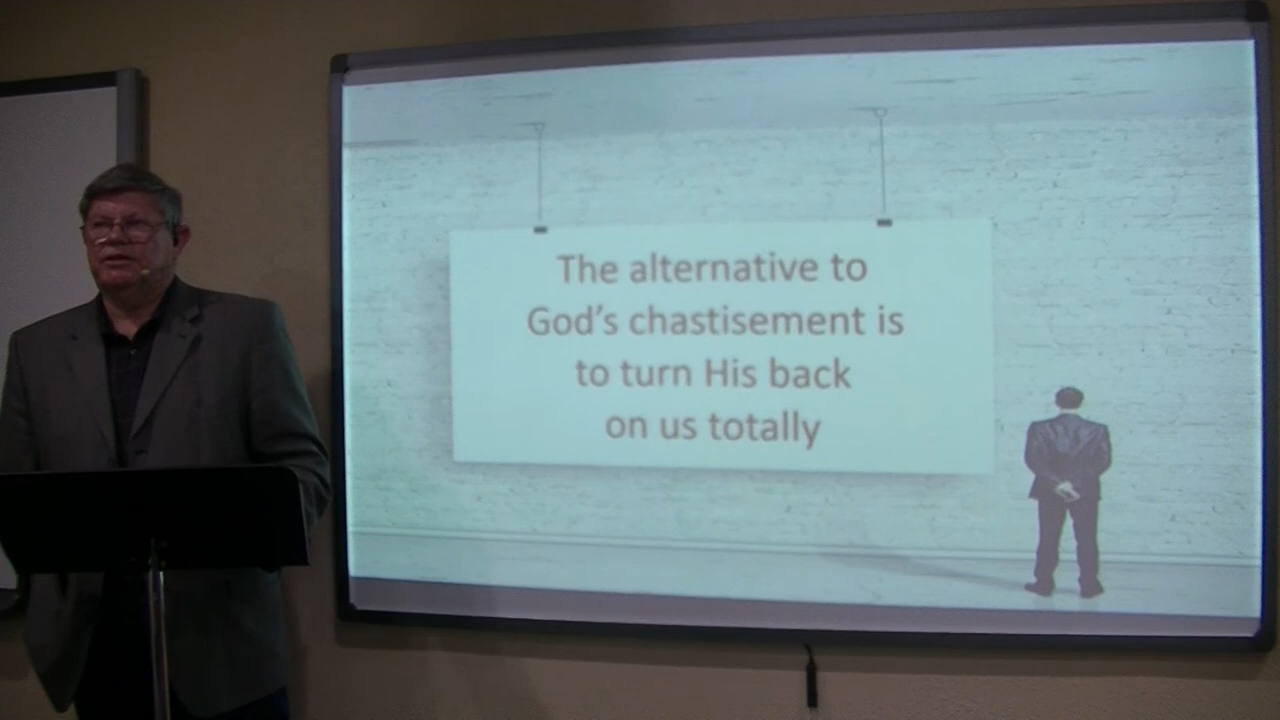 The alternative to
God's chastisement is
to turn His back
on us totally